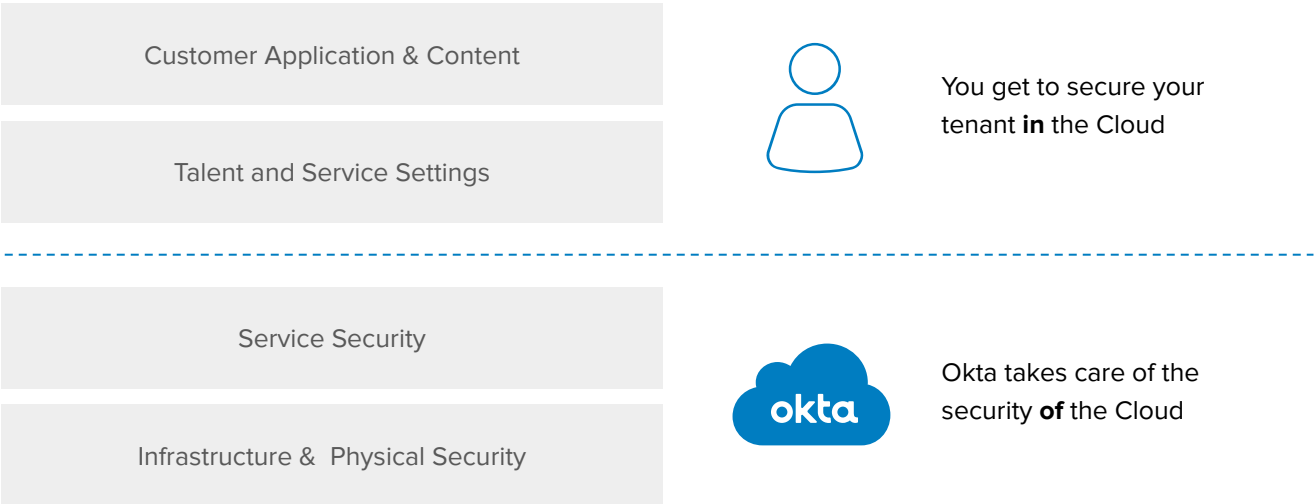 Customer Application & Content
You get to secure your
tenant in the Cloud
Talent and Service Settings
Service Security
Okta takes care of the
security of the Cloud
okta
Infrastructure & Physical Security